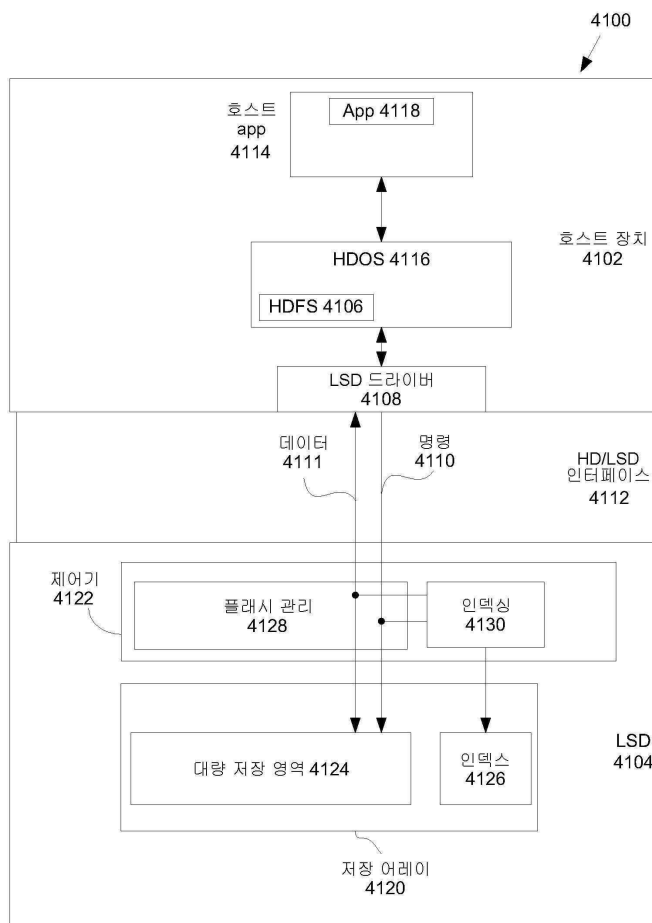 4100
호스트
app
4114
App 4118
호스트 장치
4102
HDOS 4116
HDFS 4106
LSD 드라이버
4108
데이터
4111
명령
4110
HD/LSD
인터페이스
4112
제어기
4122
플래시 관리
4128
인덱싱
4130
대량 저장 영역 4124
인덱스
4126
LSD
4104
저장 어레이
4120